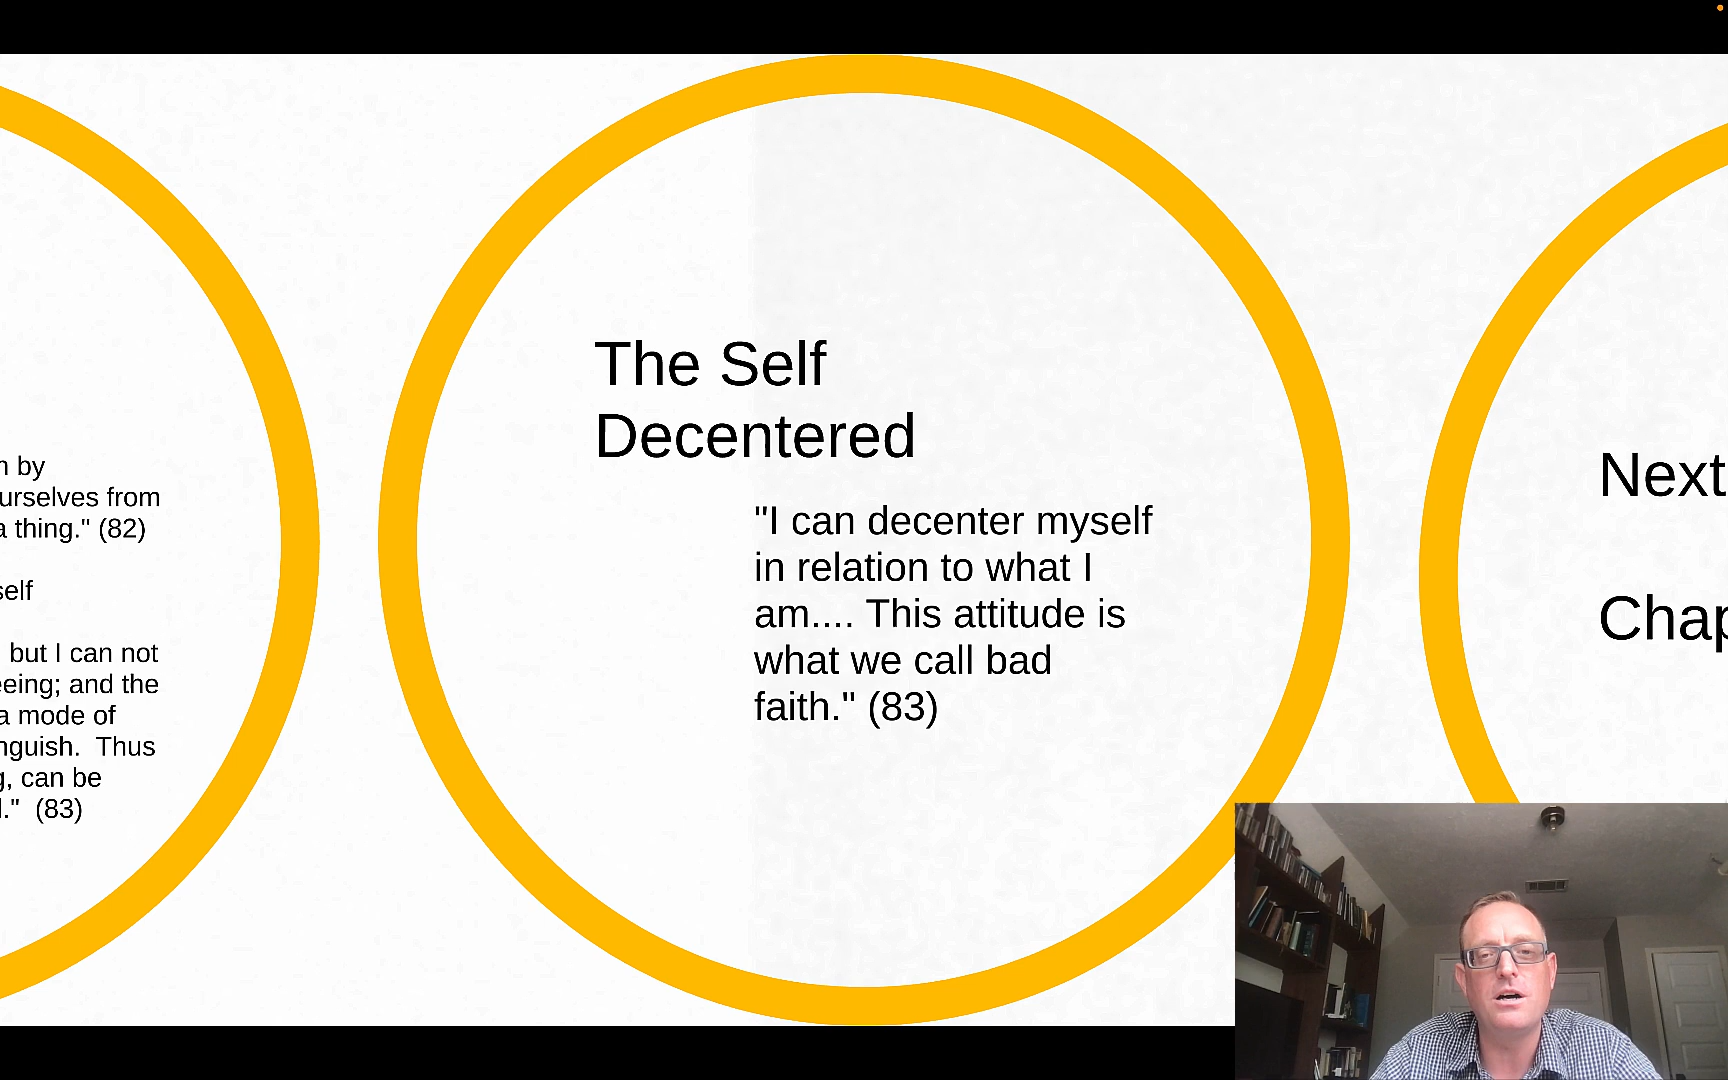 n by
urselves from
a thing." (82)
self
but I can not
eeing; and the
a mode of
nguish.  Thus
g, can be
."  (83)
The Self
Decentered
"I can decenter myself
in relation to what I
am.... This attitude is
what we call bad
faith." (83)
Next
Chap